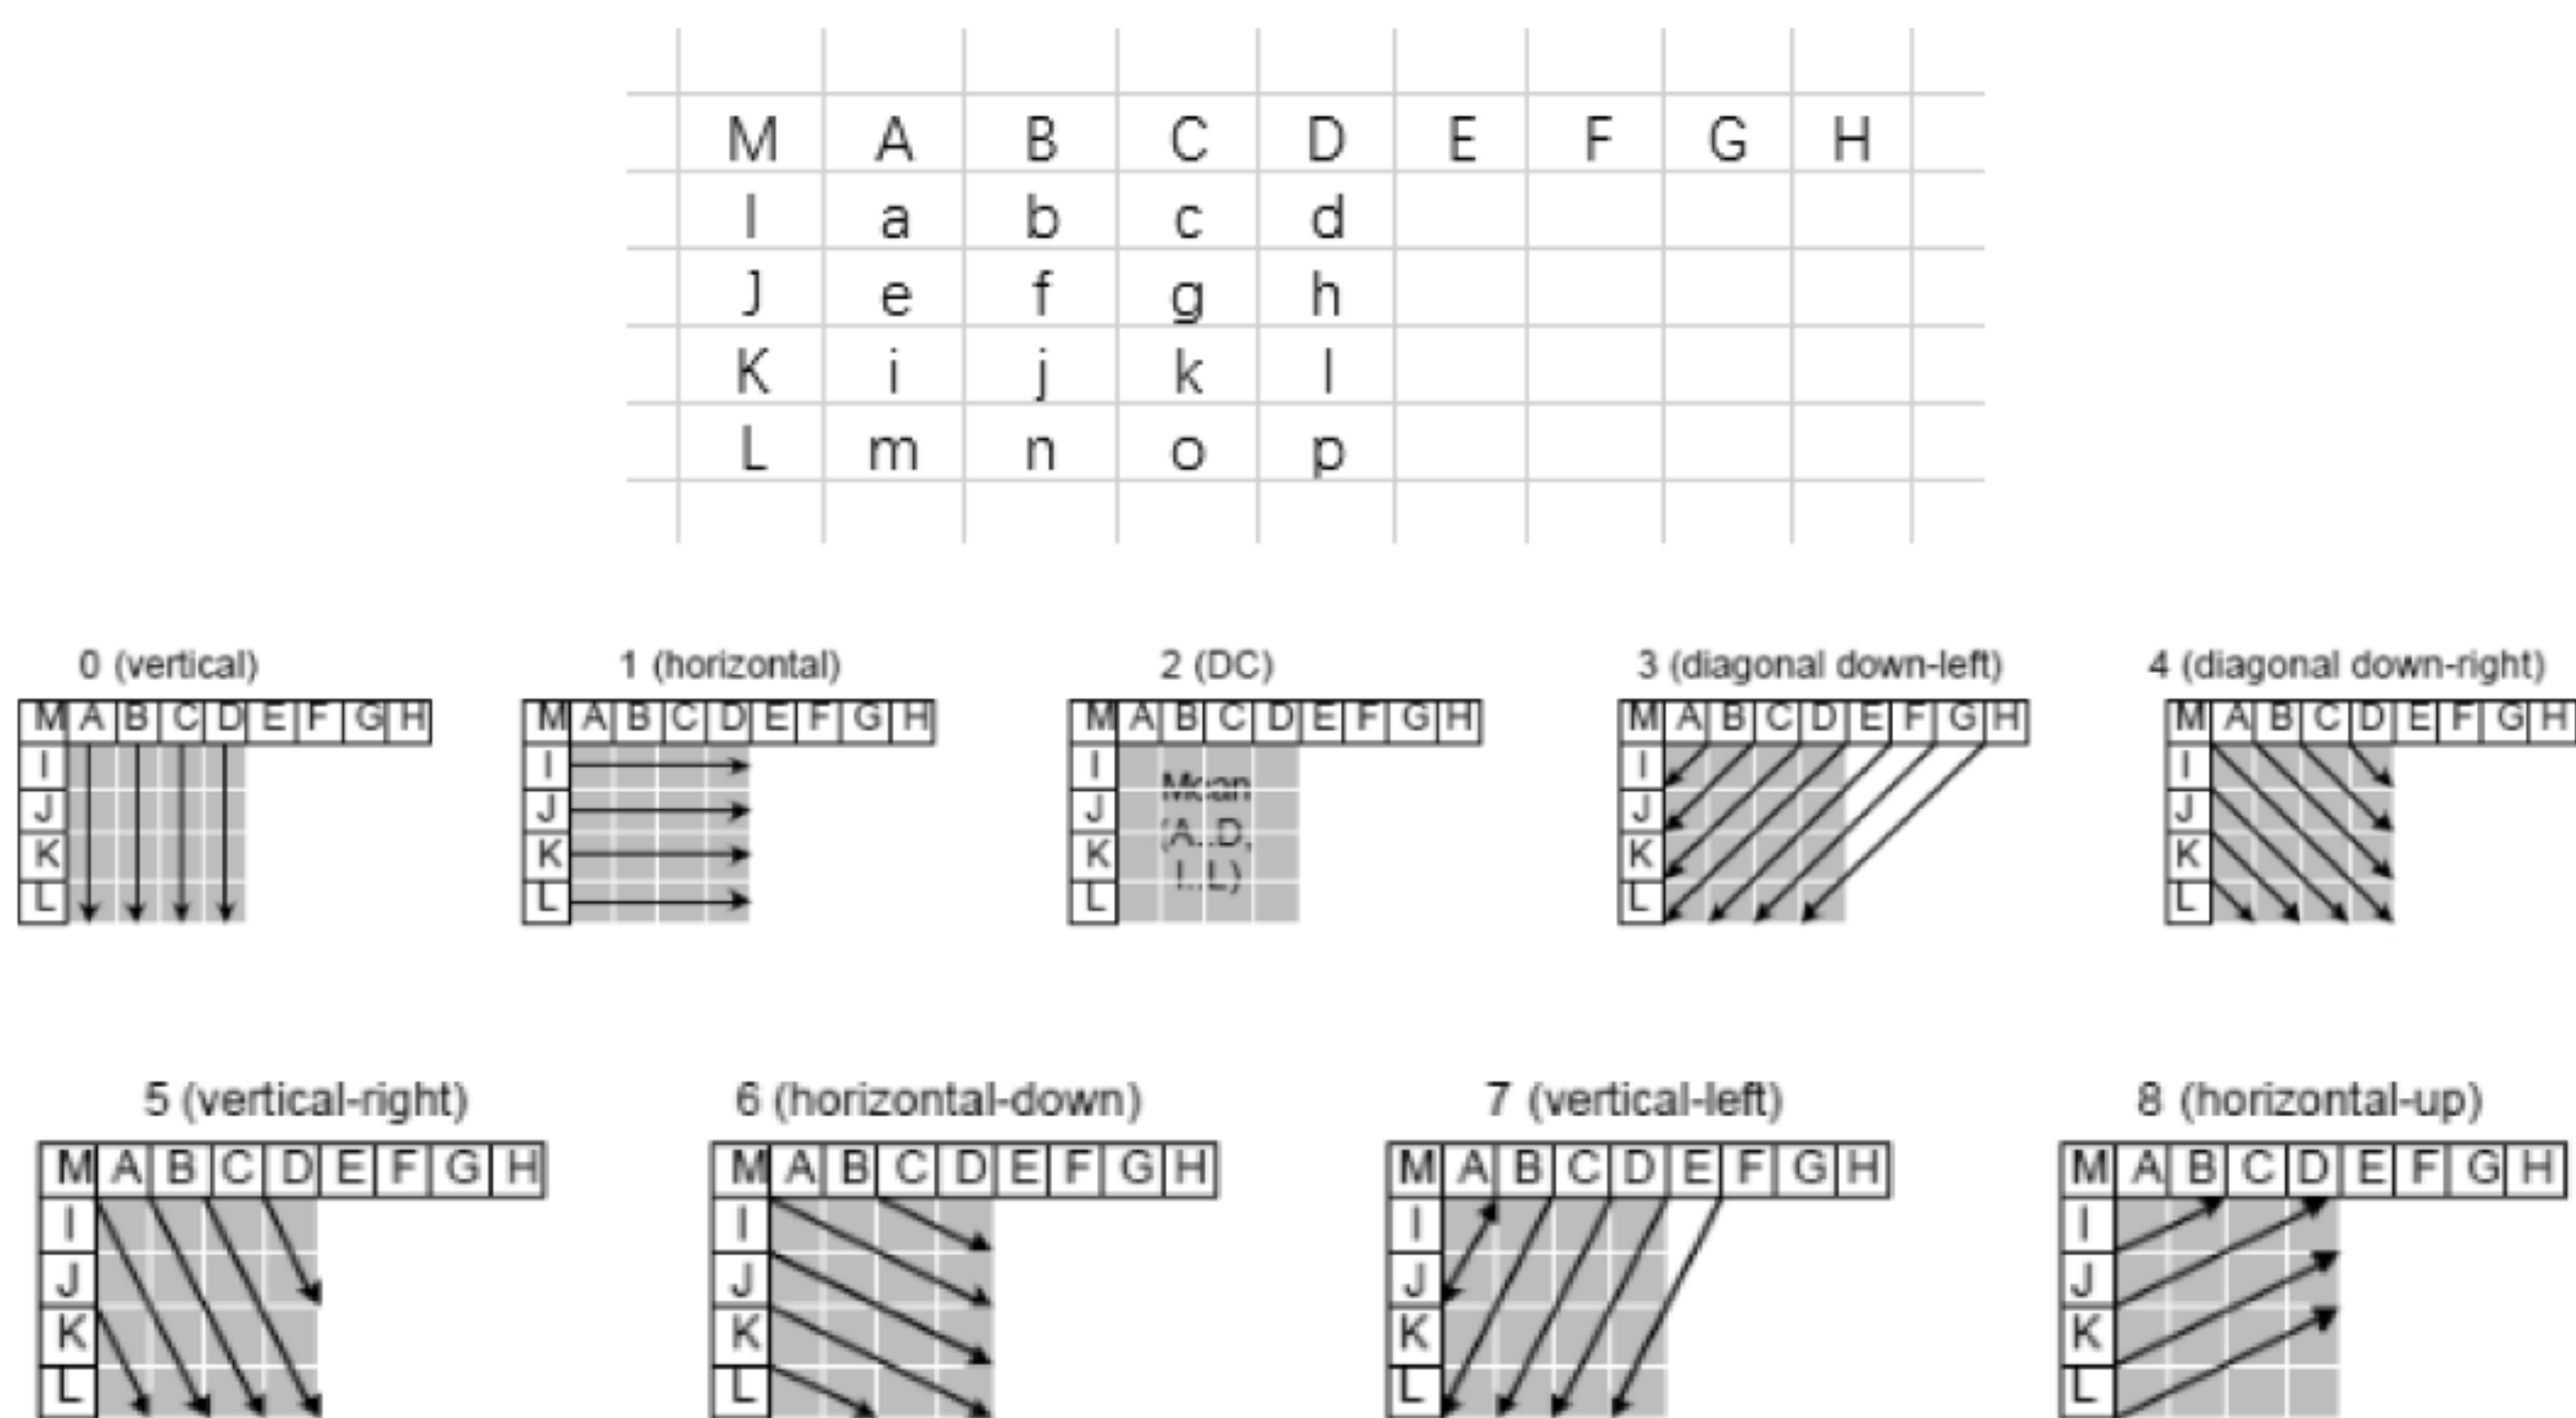 M A B C D E F G H
I a b c d
J e f g h
K i j k l
L m n o p
0 (vertical)
M A B C D E F G H
I
J
K
L
1 (horizontal)
M A B C D E F G H
I
J
K
L
2 (DC)
M A B C D E F G H
I
J
K
L
Mean
(A..D,
I..L)
3 (diagonal down-left)
M A B C D E F G H
I
J
K
L
4 (diagonal down-right)
M A B C D E F G H
I
J
K
L
5 (vertical-right)
M A B C D E F G H
I
J
K
L
6 (horizontal-down)
M A B C D E F G H
I
J
K
L
7 (vertical-left)
M A B C D E F G H
I
J
K
L
8 (horizontal-up)
M A B C D E F G H
I
J
K
L